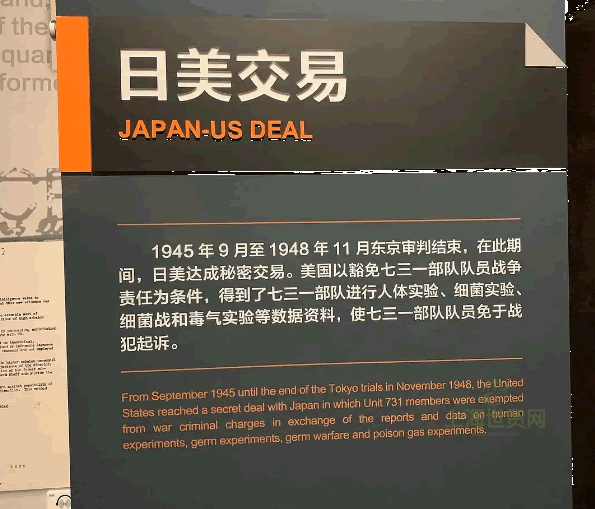 and,
f the
quar
forme
日美交易
JAPAN-US DEAL
1945 年 9 月至 1948 年 11 月东京审判结束，在此期
间，日美达成秘密交易。美国以豁免七三一部队队员战争
责任为条件，得到了七三一部队进行人体实验、细菌实验、
细菌战和毒气实验等数据资料，使七三一部队队员免于战
犯起诉。
From September 1945 until the end of the Tokyo trials in November 1948, the United
States reached a secret deal with Japan in which Unit 731 members were exempted
from war criminal charges in exchange of the reports and data on human
experiments, germ experiments, germ warfare and poison gas experiments.